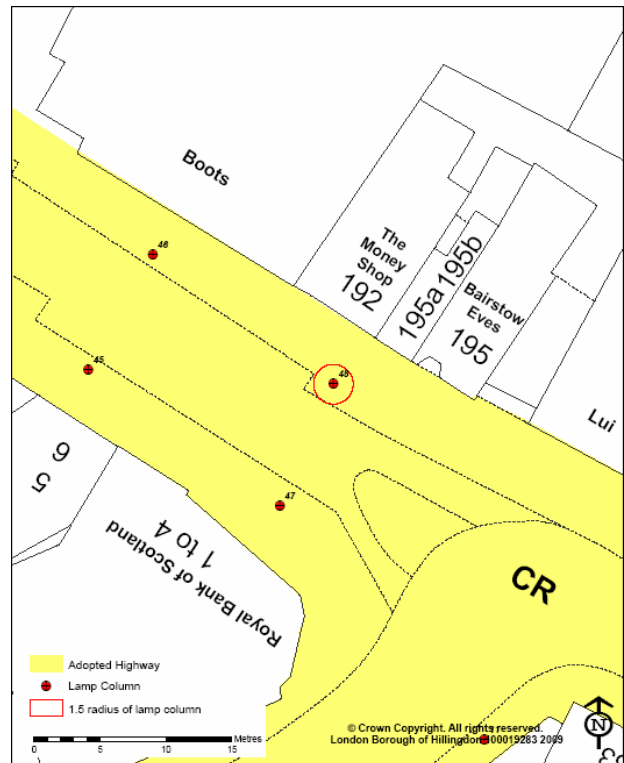 Boots
46
The
Money
Shop
192
195a 195b
Bairstow
Eves
195
48
45
Lui
5
6
47
Royal Bank of Scotland
1 to 4
CR
Adopted Highway
Lamp Column
1.5 radius of lamp column
0 5 10 15 Metres
© Crown Copyright. All rights reserved.
London Borough of Hillingdon 100019283 2009
N